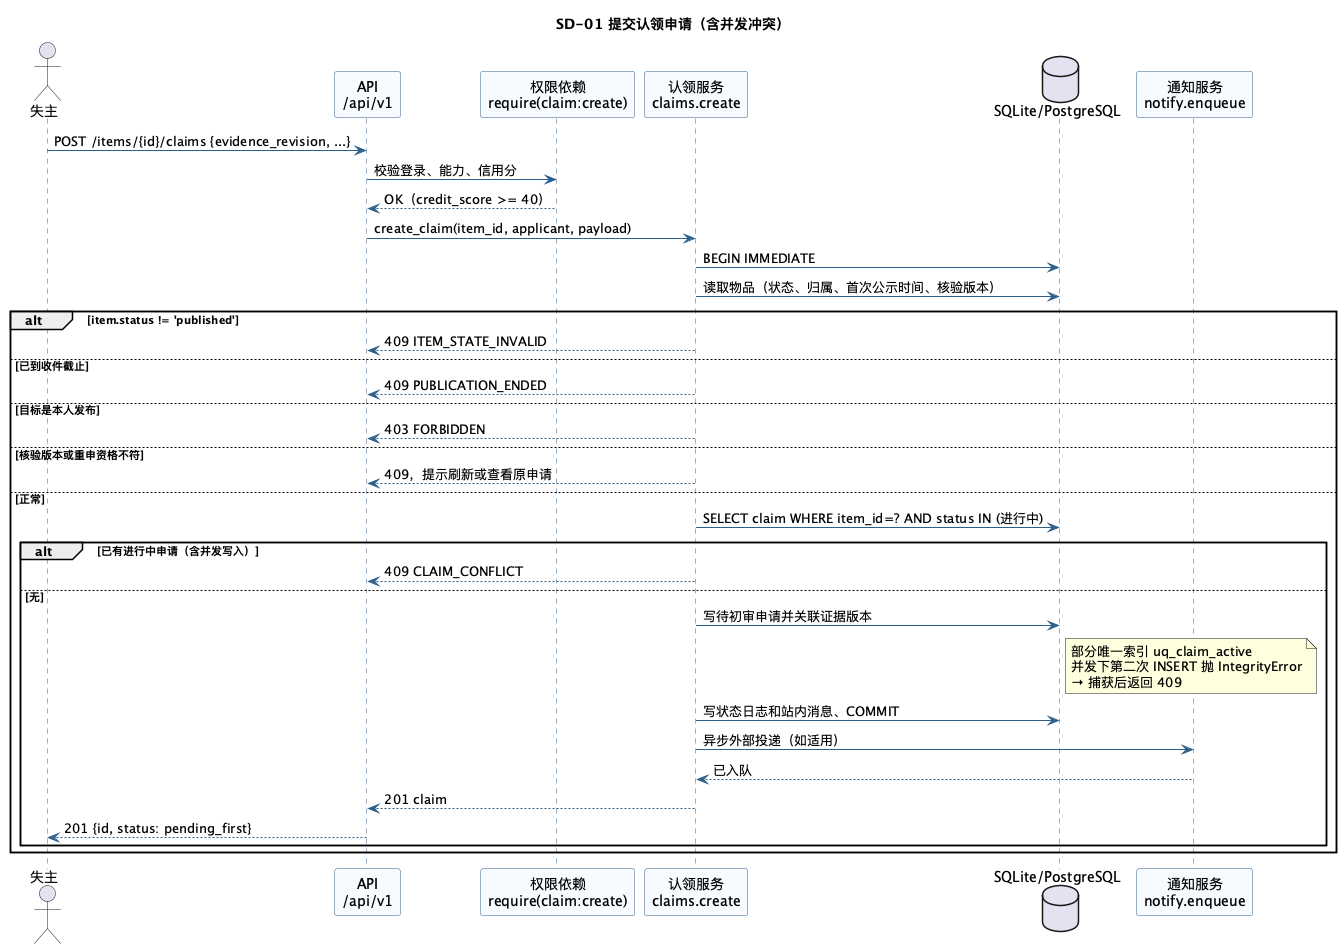 SD-01 提交认领申请（含并发冲突）
失主
API
/api/v1
权限依赖
require(claim:create)
认领服务
claims.create
SQLite/PostgreSQL
通知服务
notify.enqueue
POST /items/{id}/claims {evidence_revision, ...}
校验登录、能力、信用分
OK（credit_score >= 40）
create_claim(item_id, applicant, payload)
BEGIN IMMEDIATE
读取物品（状态、归属、首次公示时间、核验版本）
alt [item.status != 'published']
409 ITEM_STATE_INVALID
[已到收件截止]
409 PUBLICATION_ENDED
[目标是本人发布]
403 FORBIDDEN
[核验版本或重申资格不符]
409，提示刷新或查看原申请
[正常]
SELECT claim WHERE item_id=? AND status IN (进行中)
alt [已有进行中申请（含并发写入）]
409 CLAIM_CONFLICT
[无]
写待初审申请并关联证据版本
部分唯一索引 uq_claim_active
并发下第二次 INSERT 抛 IntegrityError
→ 捕获后返回 409
写状态日志和站内消息、COMMIT
异步外部投递（如适用）
已入队
201 claim
201 {id, status: pending_first}
失主
API
/api/v1
权限依赖
require(claim:create)
认领服务
claims.create
SQLite/PostgreSQL
通知服务
notify.enqueue